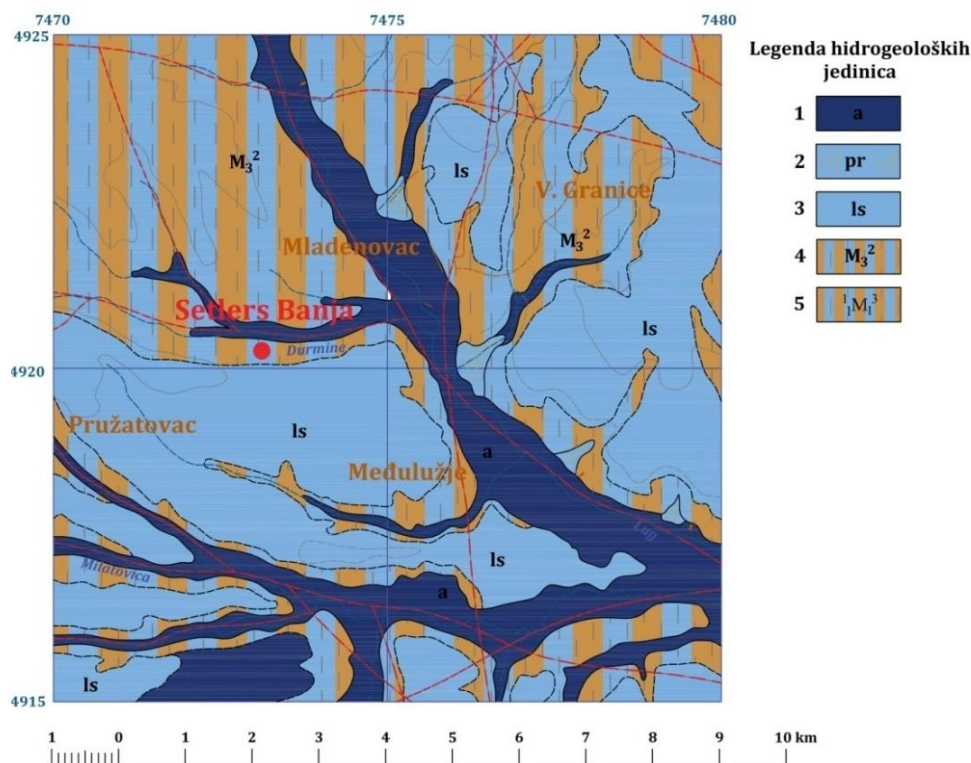 7470 7475 7480
4925
4920
4915
M₃²
ls
V. Granice
Mladenovac
M₃²
Setlers Banja
Durmine
ls
Pružatovac
ls
Međulužje
a
Lug
ls
Milatovica
a
ls
Legenda hidrogeoloških
jedinica
1 a
2 pr
3 ls
4 M₃²
5 ¹₁M₁³
1 0 1 2 3 4 5 6 7 8 9 10 km